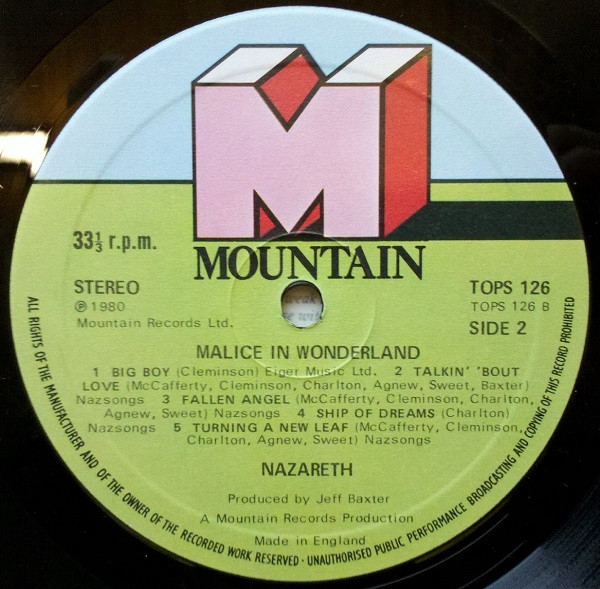 M
MOUNTAIN
33⅓ r.p.m.
STEREO
℗ 1980
Mountain Records Ltd.
TOPS 126
TOPS 126 B
SIDE 2
MALICE IN WONDERLAND
1 BIG BOY (Cleminson) Eiger Music Ltd. 2 TALKIN' 'BOUT
LOVE (McCafferty, Cleminson, Charlton, Agnew, Sweet, Baxter)
Nazsongs 3 FALLEN ANGEL (McCafferty, Cleminson, Charlton,
Agnew, Sweet) Nazsongs 4 SHIP OF DREAMS (Charlton)
Nazsongs 5 TURNING A NEW LEAF (McCafferty, Cleminson,
Charlton, Agnew, Sweet) Nazsongs
NAZARETH
Produced by Jeff Baxter
A Mountain Records Production
Made in England
ALL RIGHTS OF THE MANUFACTURER AND OF THE OWNER OF THE RECORDED WORK RESERVED · UNAUTHORISED PUBLIC PERFORMANCE BROADCASTING AND COPYING OF THIS RECORD PROHIBITED